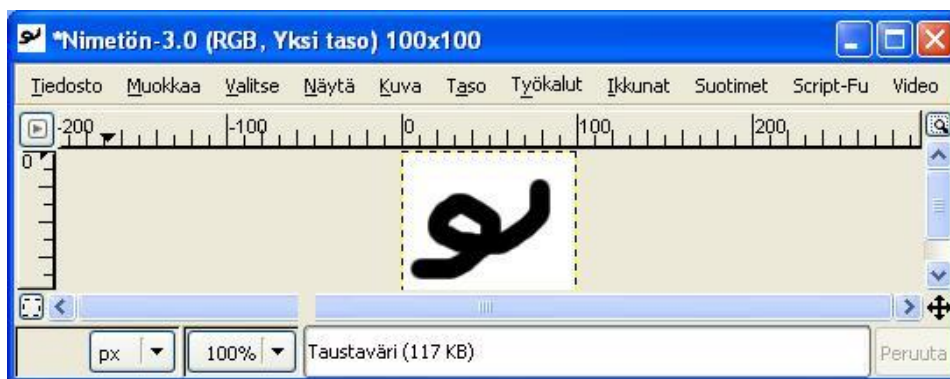 *Nimetön-3.0 (RGB, Yksi taso) 100x100
Tiedosto Muokkaa Valitse Näytä Kuva Taso Työkalut Ikkunat Suotimet Script-Fu Video
-200 -100 0 100 200
0
px 100% Taustaväri (117 KB) Peruuta